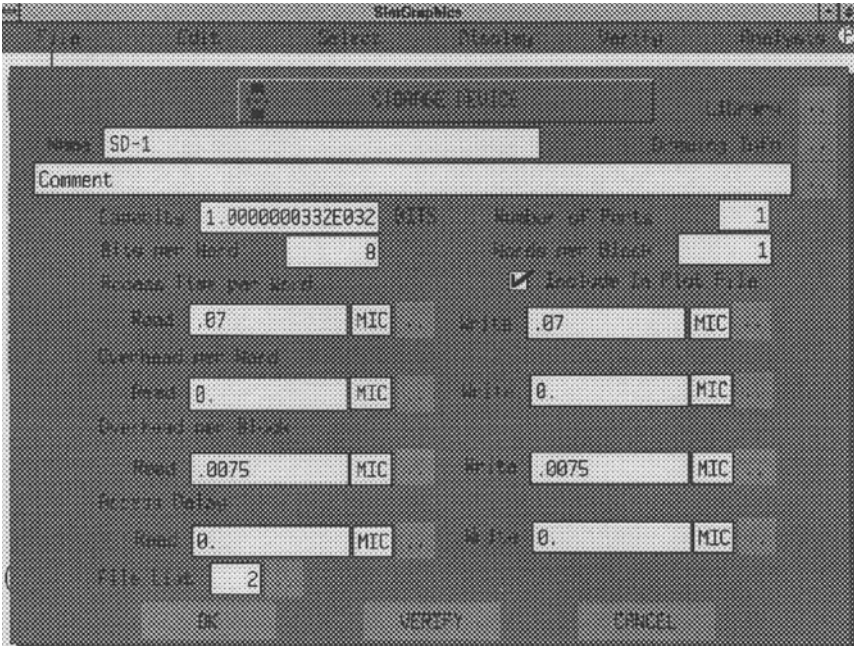 SimGraphics
File Edit Select Display Verify Analysis
STORAGE DEVICE
Library ..
Name SD-1 Drawing Info ..
Comment ..
Capacity 1.0000000332E032 BITS Number of Ports 1
Bits per Word 8 Words per Block 1
Access Time per Word ✓ Include In Plot File
Read .07 MIC .. Write .07 MIC ..
Overhead per Word
Read 0. MIC .. Write 0. MIC ..
Overhead per Block
Read .0075 MIC .. Write .0075 MIC ..
Access Delay
Read 0. MIC .. Write 0. MIC ..
File List 2 ..
OK VERIFY CANCEL